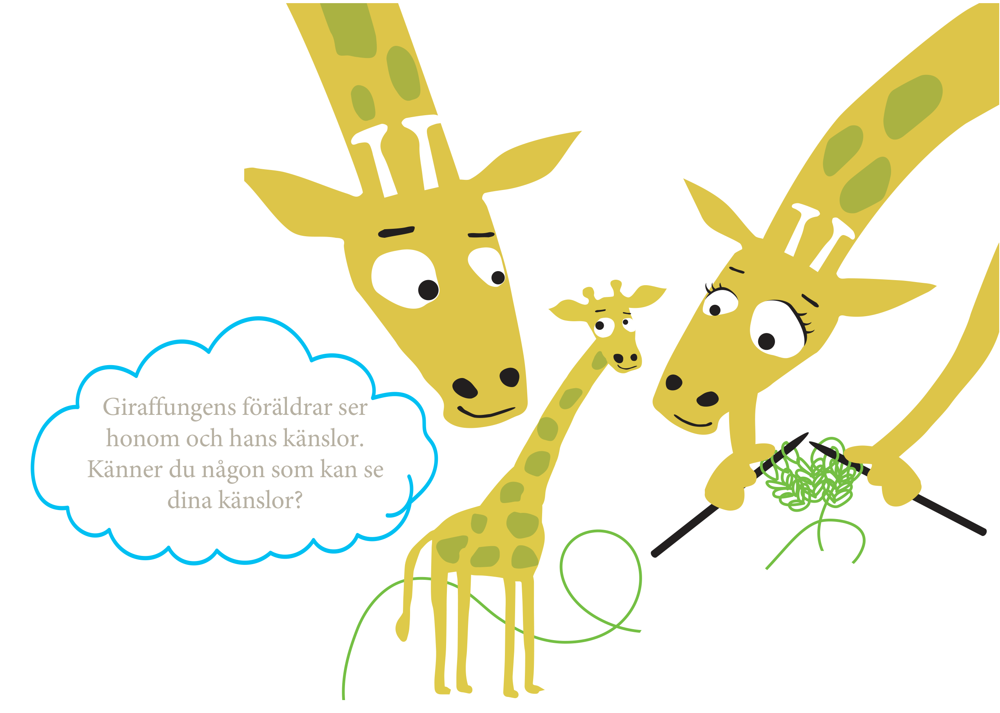 Giraffungens föräldrar ser
honom och hans känslor.
Känner du någon som kan se
dina känslor?